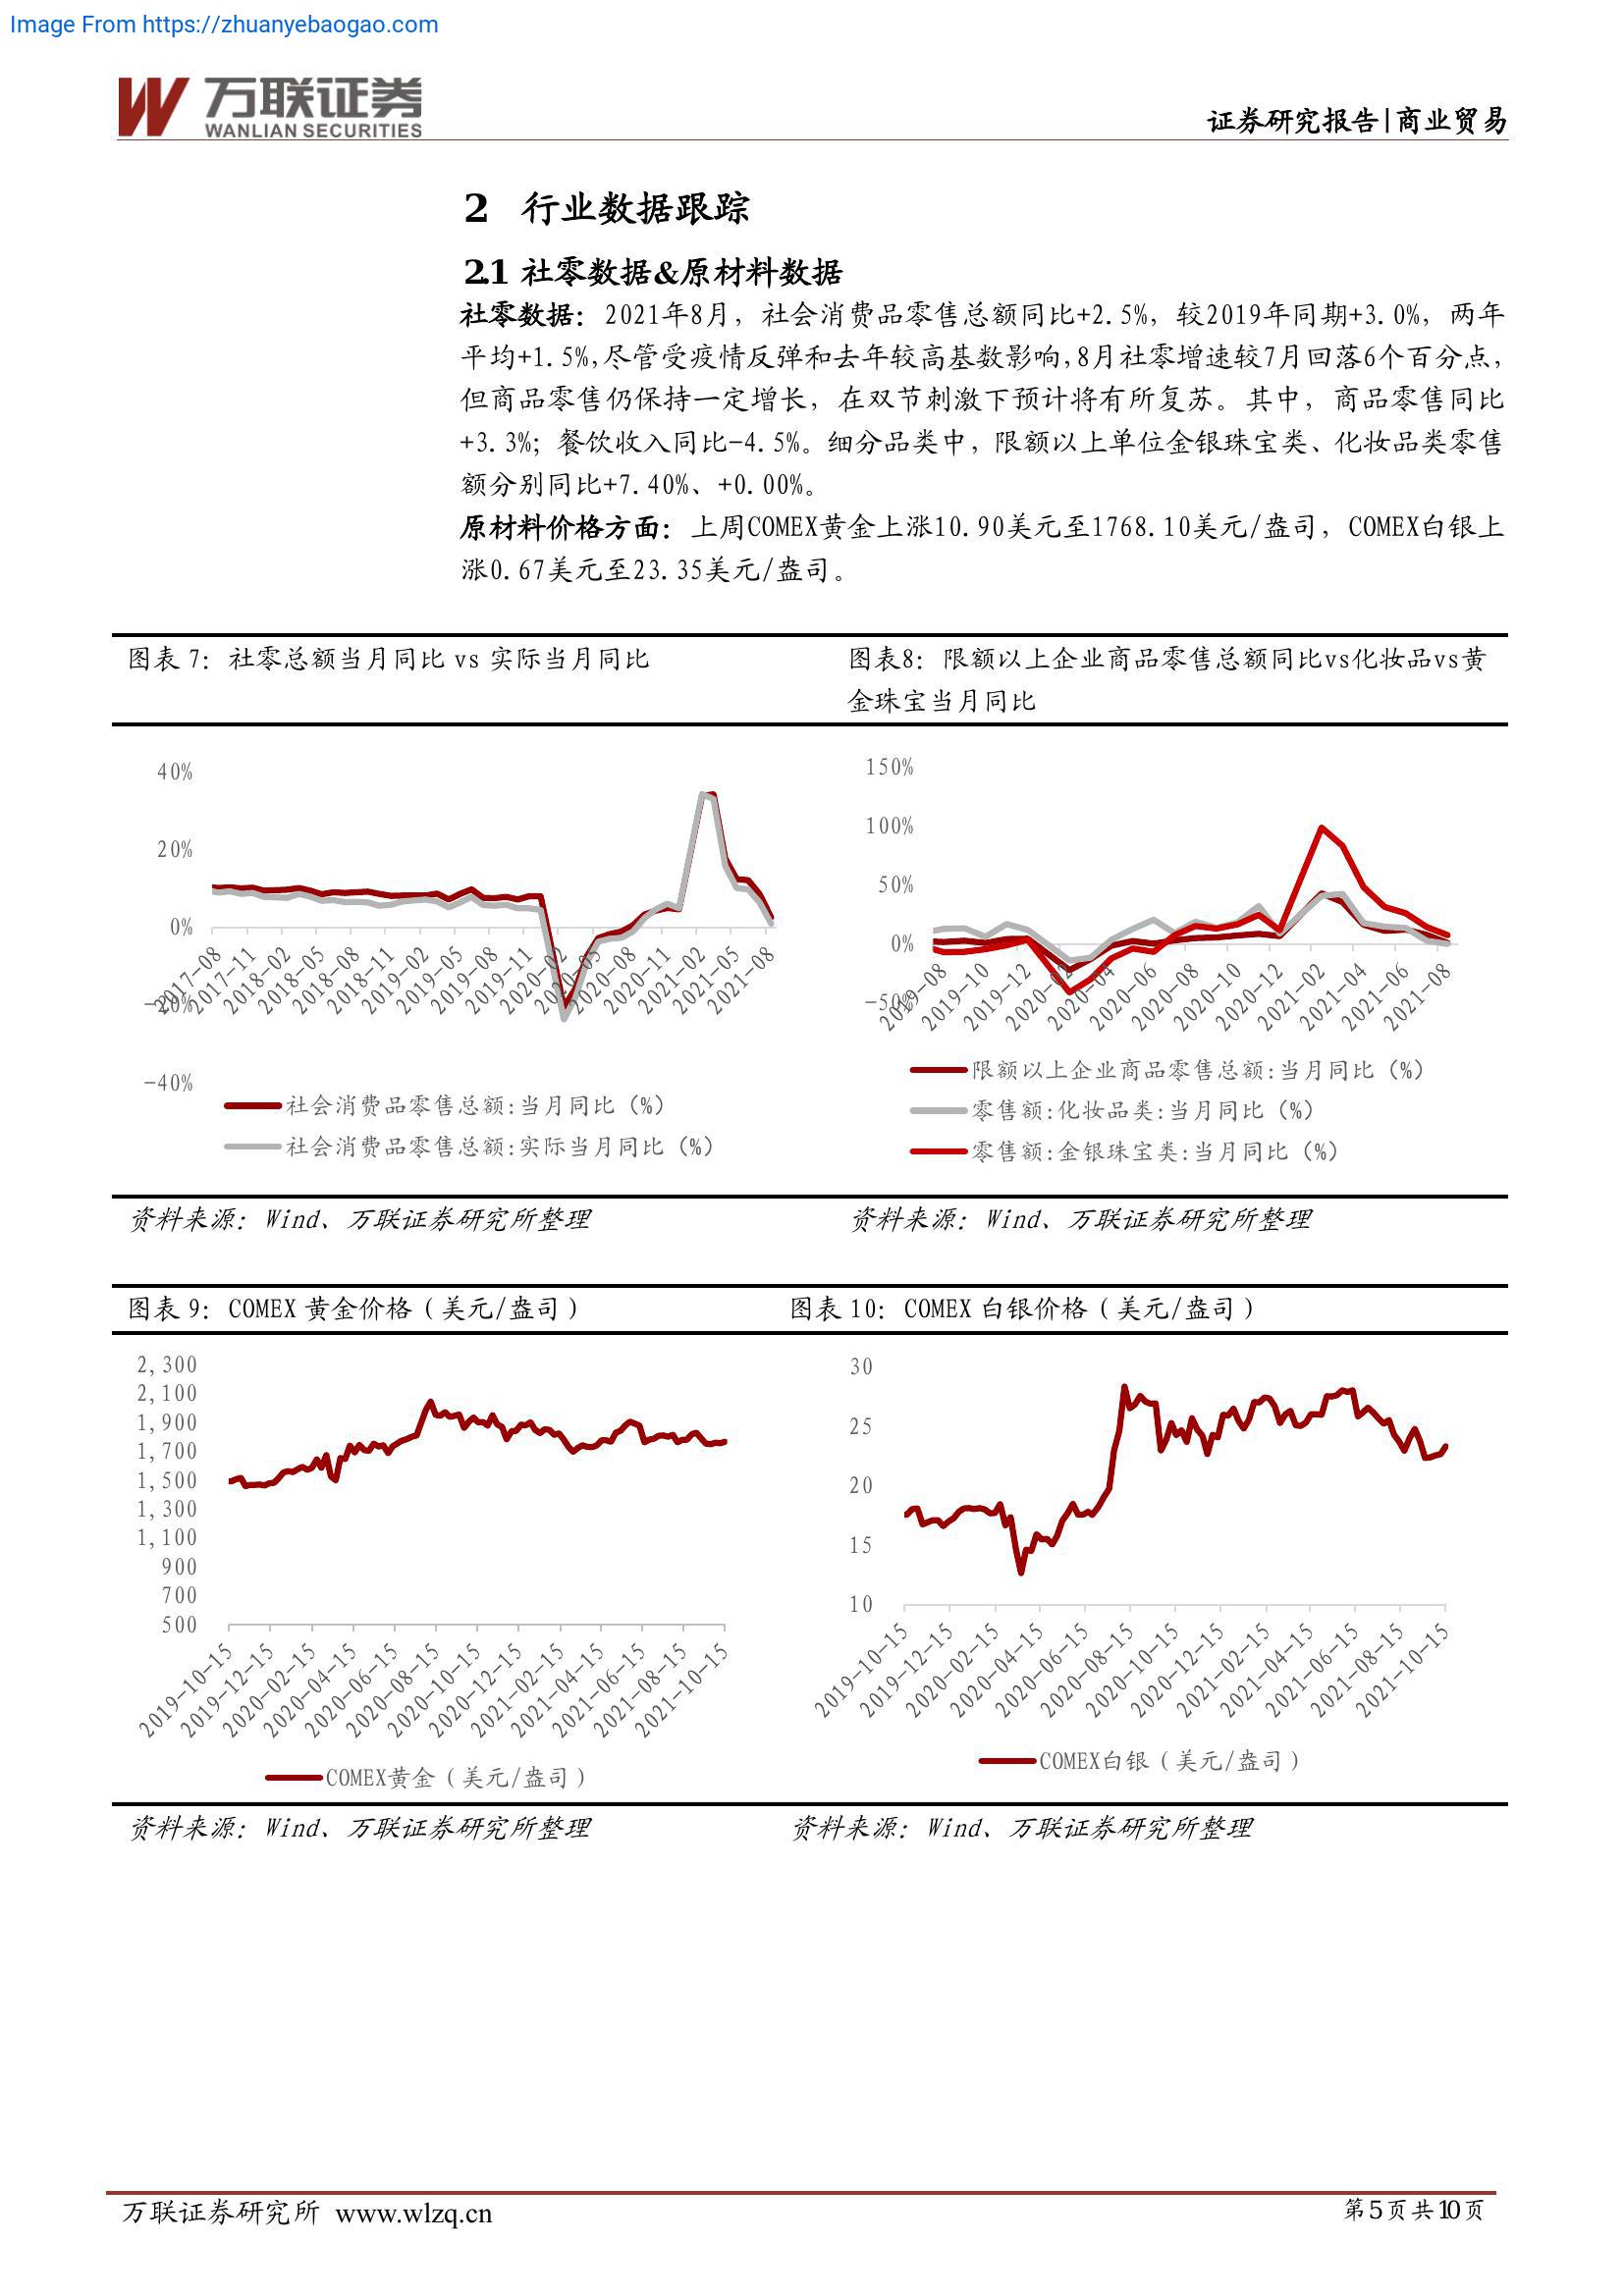 Image From https://zhuanyebaogao.com
万联证券
WANLIAN SECURITIES
证券研究报告|商业贸易
2 行业数据跟踪
2.1 社零数据&原材料数据
社零数据：2021年8月，社会消费品零售总额同比+2.5%，较2019年同期+3.0%，两年
平均+1.5%,尽管受疫情反弹和去年较高基数影响,8月社零增速较7月回落6个百分点，
但商品零售仍保持一定增长，在双节刺激下预计将有所复苏。其中，商品零售同比
+3.3%；餐饮收入同比-4.5%。细分品类中，限额以上单位金银珠宝类、化妆品类零售
额分别同比+7.40%、+0.00%。
原材料价格方面：上周COMEX黄金上涨10.90美元至1768.10美元/盎司，COMEX白银上
涨0.67美元至23.35美元/盎司。
图表 7：社零总额当月同比 vs 实际当月同比
40%
20%
0%
-20%
-40%
2017-08
2017-11
2018-02
2018-05
2018-08
2018-11
2019-02
2019-05
2019-08
2019-11
2020-02
2020-05
2020-08
2020-11
2021-02
2021-05
2021-08
社会消费品零售总额:当月同比（%）
社会消费品零售总额:实际当月同比（%）
资料来源：Wind、万联证券研究所整理
图表8：限额以上企业商品零售总额同比vs化妆品vs黄
金珠宝当月同比
150%
100%
50%
0%
-50%
2019-08
2019-10
2019-12
2020-02
2020-04
2020-06
2020-08
2020-10
2020-12
2021-02
2021-04
2021-06
2021-08
限额以上企业商品零售总额:当月同比（%）
零售额:化妆品类:当月同比（%）
零售额:金银珠宝类:当月同比（%）
资料来源：Wind、万联证券研究所整理
图表 9：COMEX 黄金价格（美元/盎司）
2,300
2,100
1,900
1,700
1,500
1,300
1,100
900
700
500
2019-10-15
2019-12-15
2020-02-15
2020-04-15
2020-06-15
2020-08-15
2020-10-15
2020-12-15
2021-02-15
2021-04-15
2021-06-15
2021-08-15
2021-10-15
COMEX黄金（美元/盎司）
资料来源：Wind、万联证券研究所整理
图表 10：COMEX 白银价格（美元/盎司）
30
25
20
15
10
2019-10-15
2019-12-15
2020-02-15
2020-04-15
2020-06-15
2020-08-15
2020-10-15
2020-12-15
2021-02-15
2021-04-15
2021-06-15
2021-08-15
2021-10-15
COMEX白银（美元/盎司）
资料来源：Wind、万联证券研究所整理
万联证券研究所 www.wlzq.cn
第5页共10页